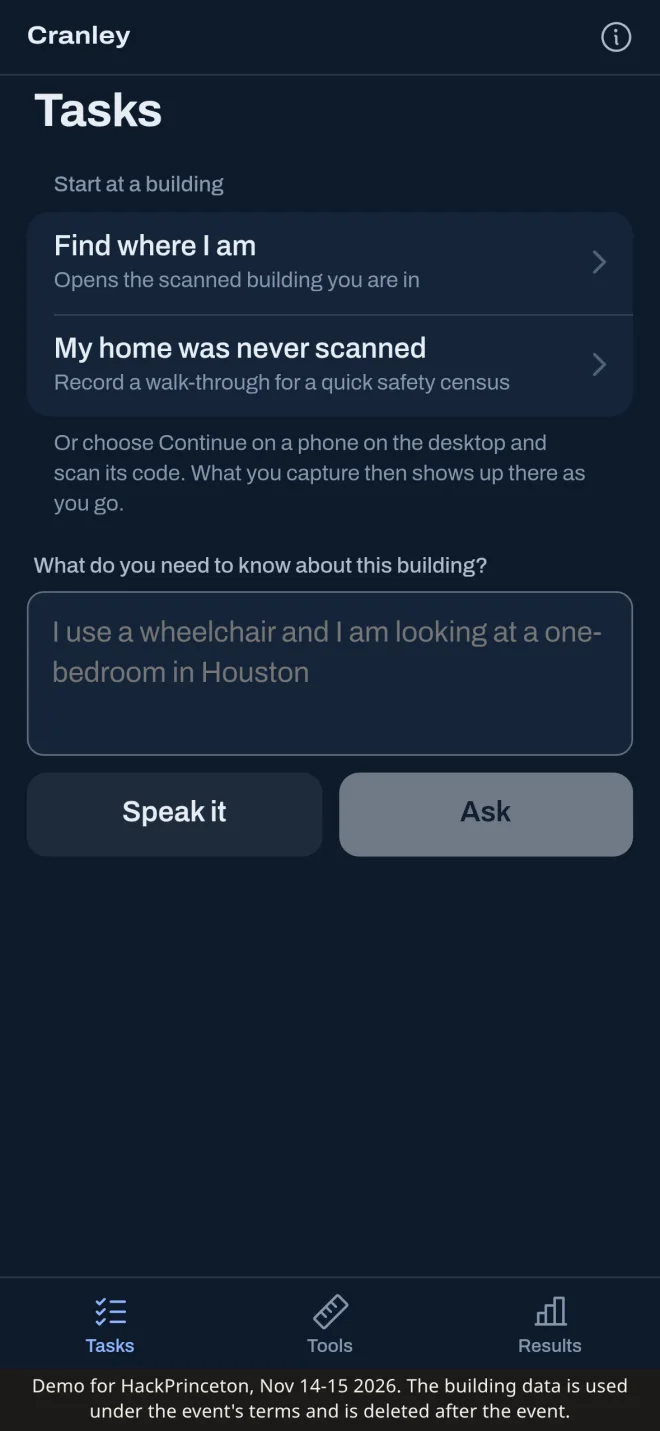 Cranley
Tasks
Start at a building
Find where I am
Opens the scanned building you are in
My home was never scanned
Record a walk-through for a quick safety census
Or choose Continue on a phone on the desktop and
scan its code. What you capture then shows up there as
you go.
What do you need to know about this building?
I use a wheelchair and I am looking at a one-
bedroom in Houston
Speak it
Ask
Tasks
Tools
Results
Demo for HackPrinceton, Nov 14-15 2026. The building data is used
under the event's terms and is deleted after the event.